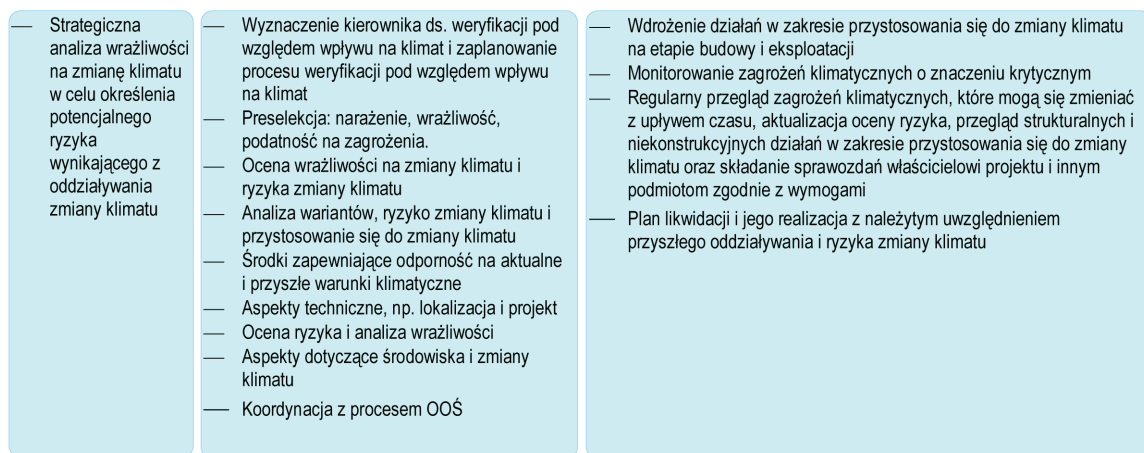 — Strategiczna
analiza wrażliwości
na zmianę klimatu
w celu określenia
potencjalnego
ryzyka
wynikającego z
oddziaływania
zmiany klimatu
— Wyznaczenie kierownika ds. weryfikacji pod
względem wpływu na klimat i zaplanowanie
procesu weryfikacji pod względem wpływu
na klimat
— Preselekcja: narażenie, wrażliwość,
podatność na zagrożenia.
— Ocena wrażliwości na zmiany klimatu i
ryzyka zmiany klimatu
— Analiza wariantów, ryzyko zmiany klimatu i
przystosowanie się do zmiany klimatu
— Środki zapewniające odporność na aktualne
i przyszłe warunki klimatyczne
— Aspekty techniczne, np. lokalizacja i projekt
— Ocena ryzyka i analiza wrażliwości
— Aspekty dotyczące środowiska i zmiany
klimatu
— Koordynacja z procesem OOŚ
— Wdrożenie działań w zakresie przystosowania się do zmiany klimatu
na etapie budowy i eksploatacji
— Monitorowanie zagrożeń klimatycznych o znaczeniu krytycznym
— Regularny przegląd zagrożeń klimatycznych, które mogą się zmieniać
z upływem czasu, aktualizacja oceny ryzyka, przegląd strukturalnych i
niekonstrukcyjnych działań w zakresie przystosowania się do zmiany
klimatu oraz składanie sprawozdań właścicielowi projektu i innym
podmiotom zgodnie z wymogami
— Plan likwidacji i jego realizacja z należytym uwzględnieniem
przyszłego oddziaływania i ryzyka zmiany klimatu